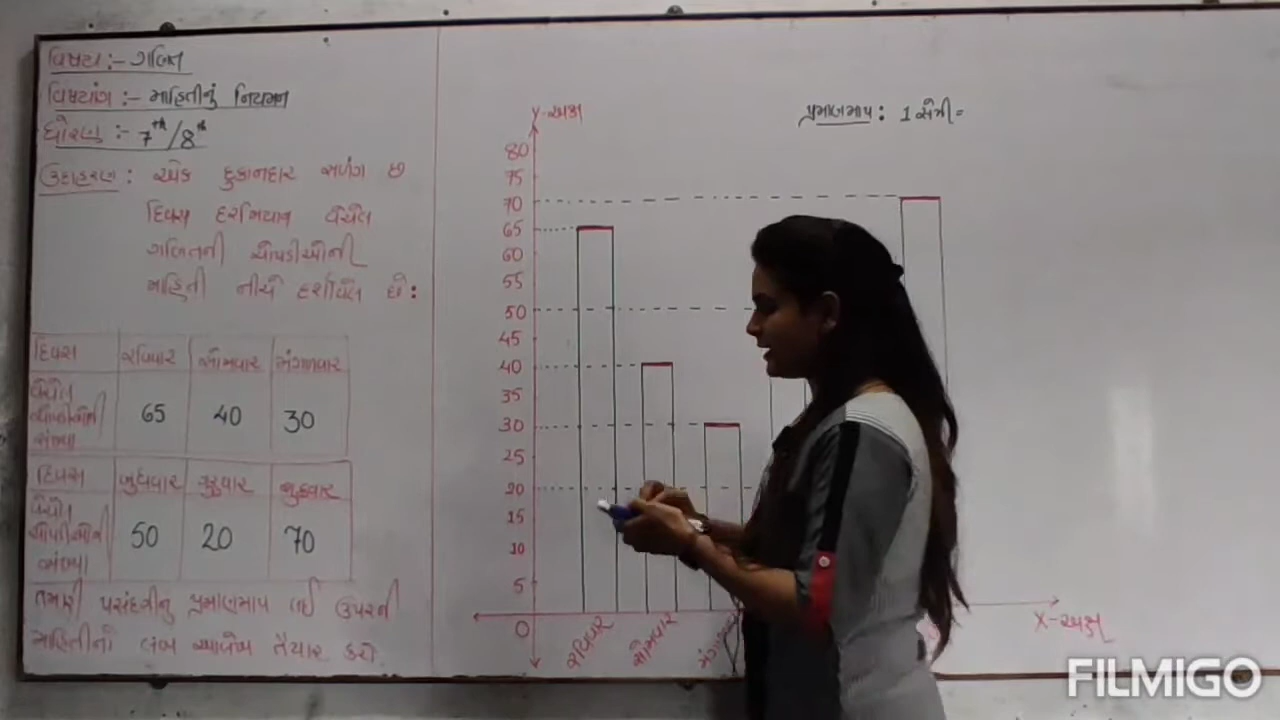 વિષય :- ગણિત
વિષયાંગ :- માહિતીનું નિયમન
ધોરણ :- 7th/8th
ઉદાહરણ : એક દુકાનદાર સળંગ છ
દિવસ દરમિયાન વેચેલ
ગણિતની ચોપડીઓની
માહિતી નીચે દર્શાવેલ છે:
દિવસ રવિવાર સોમવાર મંગળવાર
વેચેલ
ચોપડીઓની
સંખ્યા
65 40 30
દિવસ બુધવાર ગુરુવાર શુક્રવાર
વેચેલ
ચોપડીઓની
સંખ્યા
50 20 70
તમારી પસંદગીનું પ્રમાણમાપ લઈ ઉપરની
માહિતીનો લંબ આલેખ તૈયાર કરો
Y-અક્ષ
પ્રમાણમાપ : 1 સેમી =
80
75
70
65
60
55
50
45
40
35
30
25
20
15
10
5
0
રવિવાર
સોમવાર
X-અક્ષ
FILMIGO